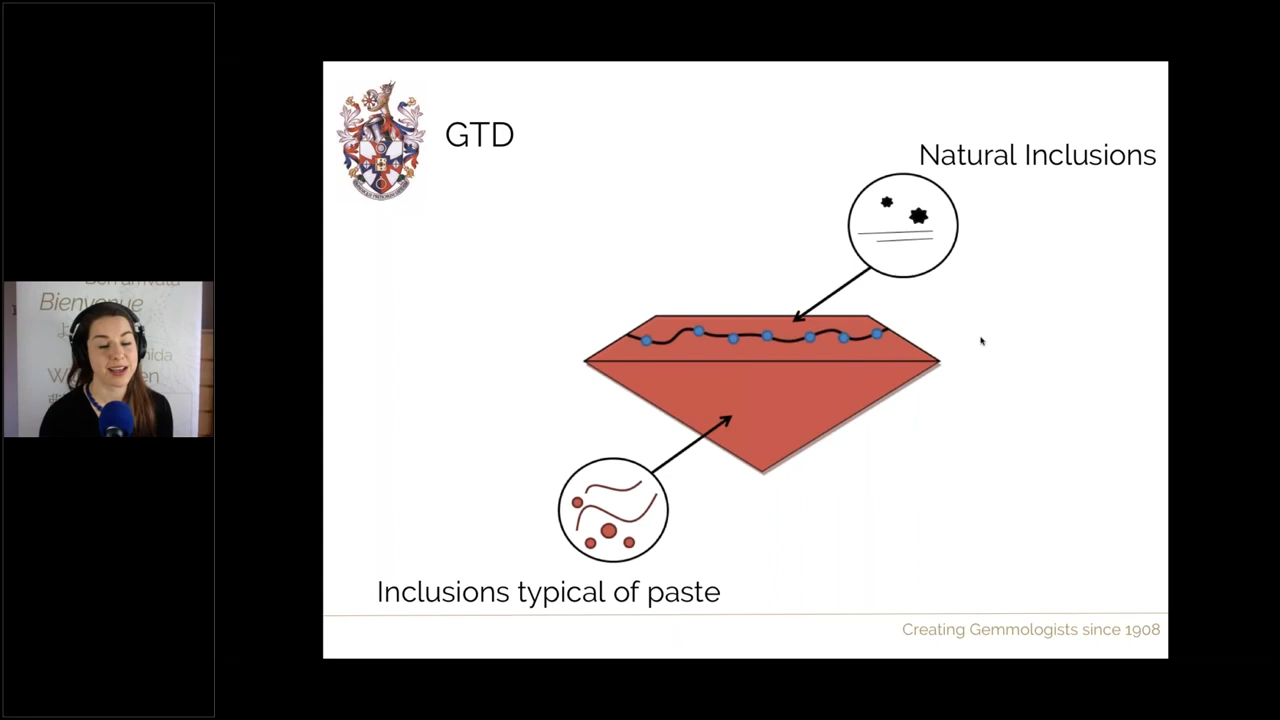 GTD
Natural Inclusions
Inclusions typical of paste
Creating Gemmologists since 1908
Bienvenue